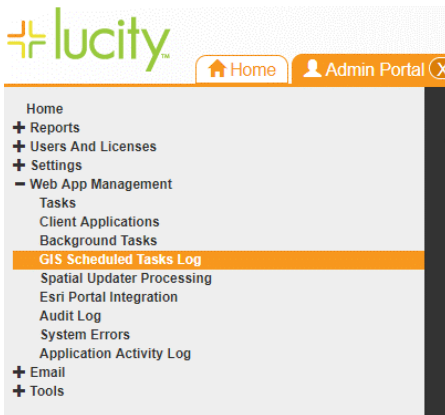 lucity™
Home Admin Portal X
Home
+ Reports
+ Users And Licenses
+ Settings
− Web App Management
Tasks
Client Applications
Background Tasks
GIS Scheduled Tasks Log
Spatial Updater Processing
Esri Portal Integration
Audit Log
System Errors
Application Activity Log
+ Email
+ Tools